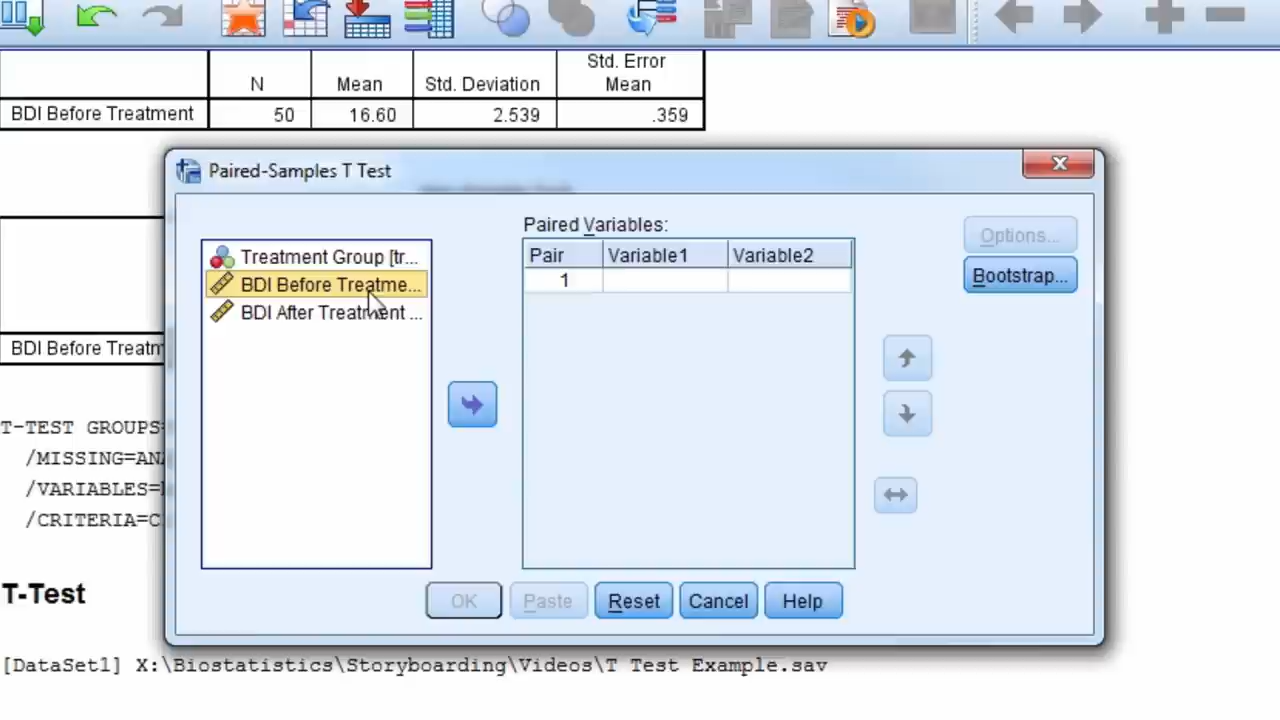 Std. Error
N Mean Std. Deviation Mean
BDI Before Treatment 50 16.60 2.539 .359
Paired-Samples T Test
Paired Variables:
Options...
Treatment Group [tr...
Pair Variable1 Variable2
BDI Before Treatme...
1
Bootstrap...
BDI After Treatment ...
BDI Before Treatm
T-TEST GROUPS=
/MISSING=ANA
/VARIABLES=
/CRITERIA=C
OK Paste Reset Cancel Help
T-Test
[DataSet1] X:\Biostatistics\Storyboarding\Videos\T Test Example.sav